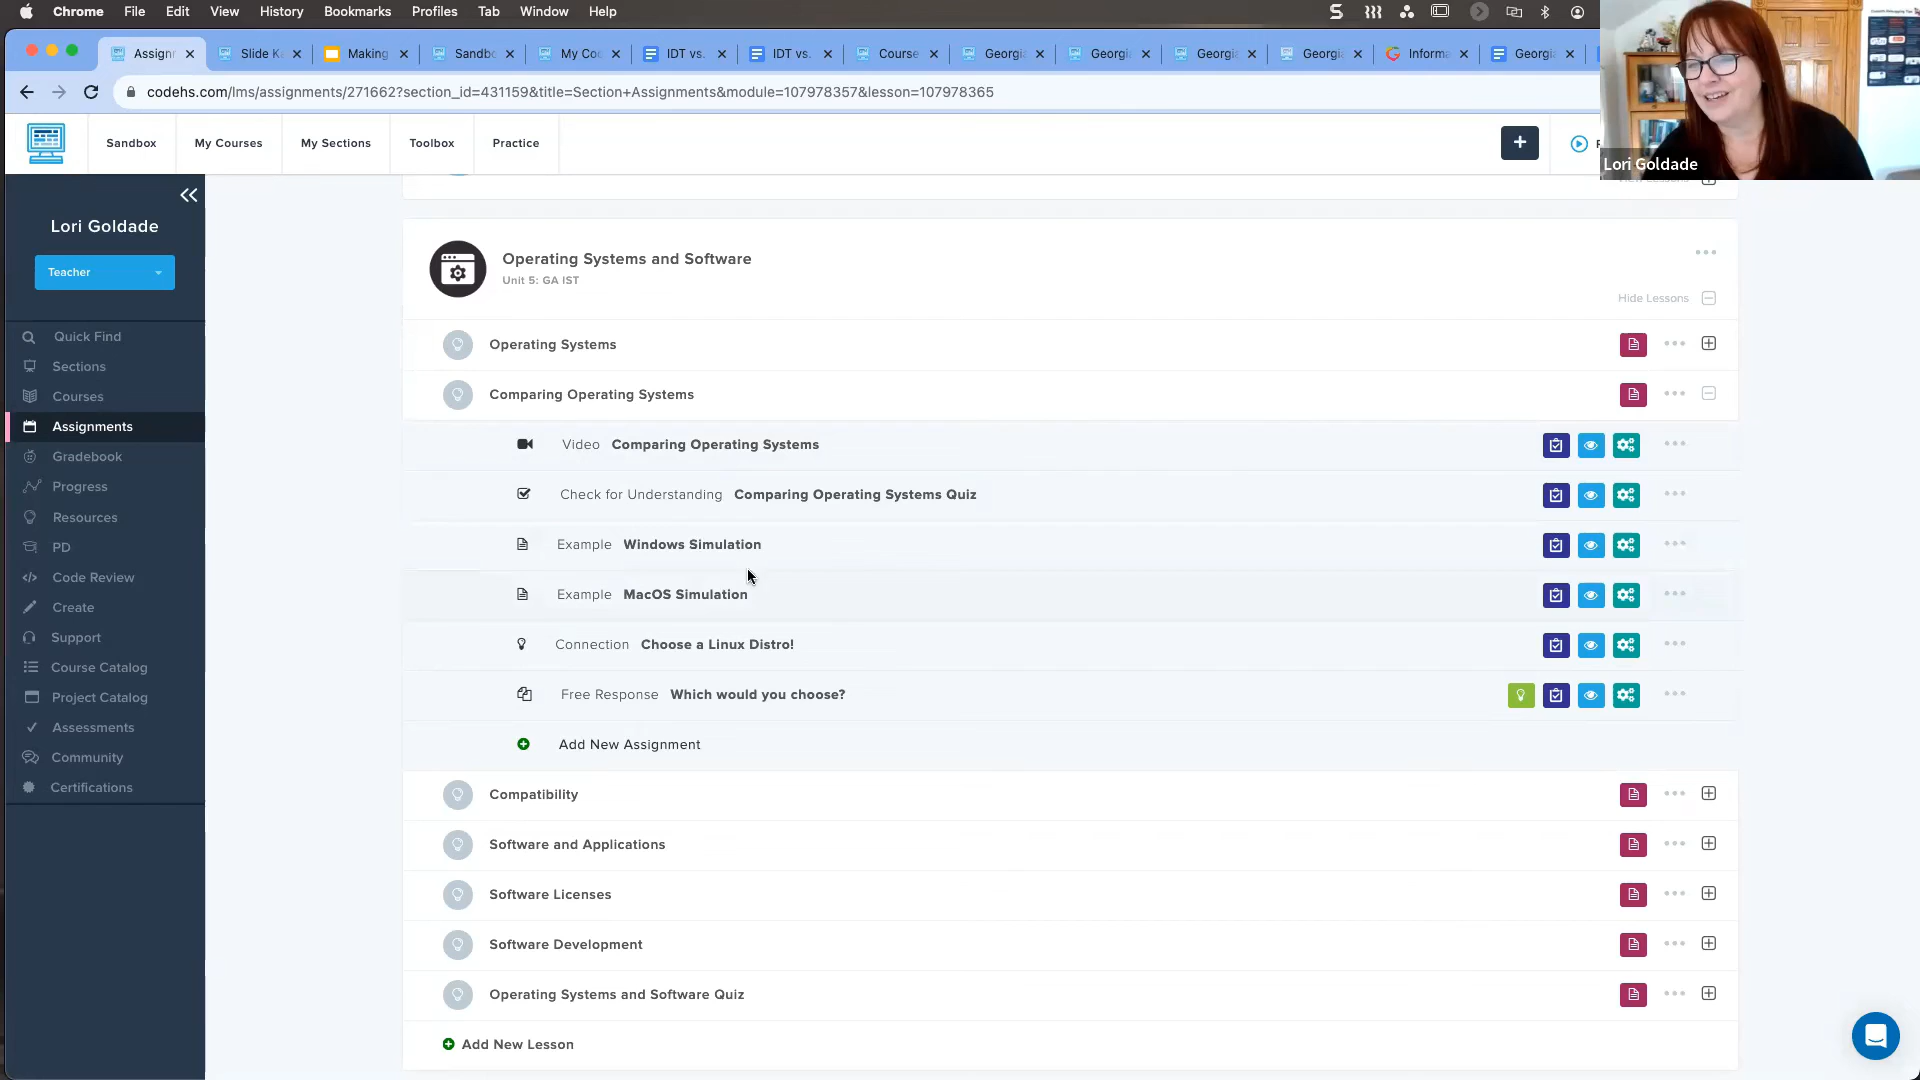 Chrome File Edit View History Bookmarks Profiles Tab Window Help
Assign Slide K Making Sandb My Co IDT vs. IDT vs. Course Georgi Georgi Georgi Georgi Inform Georgi
codehs.com/lms/assignments/271662?section_id=431159&title=Section+Assignments&module=107978357&lesson=107978365
Sandbox My Courses My Sections Toolbox Practice
Lori Goldade
Lori Goldade
Teacher
Quick Find
Sections
Courses
Assignments
Gradebook
Progress
Resources
PD
Code Review
Create
Support
Course Catalog
Project Catalog
Assessments
Community
Certifications
Operating Systems and Software
Unit 5: GA IST
Hide Lessons
Operating Systems
Comparing Operating Systems
Video Comparing Operating Systems
Check for Understanding Comparing Operating Systems Quiz
Example Windows Simulation
Example MacOS Simulation
Connection Choose a Linux Distro!
Free Response Which would you choose?
Add New Assignment
Compatibility
Software and Applications
Software Licenses
Software Development
Operating Systems and Software Quiz
Add New Lesson